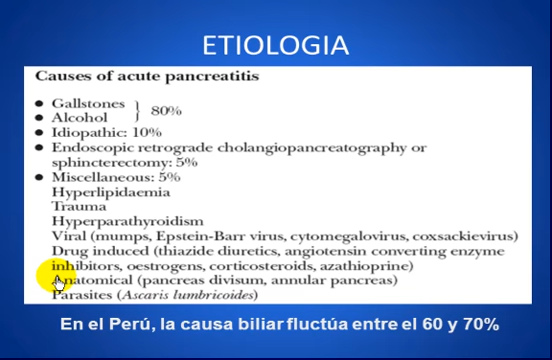 ETIOLOGIA
Causes of acute pancreatitis
● Gallstones
● Alcohol
} 80%
● Idiopathic: 10%
● Endoscopic retrograde cholangiopancreatography or
sphincterectomy: 5%
● Miscellaneous: 5%
Hyperlipidaemia
Trauma
Hyperparathyroidism
Viral (mumps, Epstein-Barr virus, cytomegalovirus, coxsackievirus)
Drug induced (thiazide diuretics, angiotensin converting enzyme
inhibitors, oestrogens, corticosteroids, azathioprine)
Anatomical (pancreas divisum, annular pancreas)
Parasites (Ascaris lumbricoides)
En el Perú, la causa biliar fluctúa entre el 60 y 70%